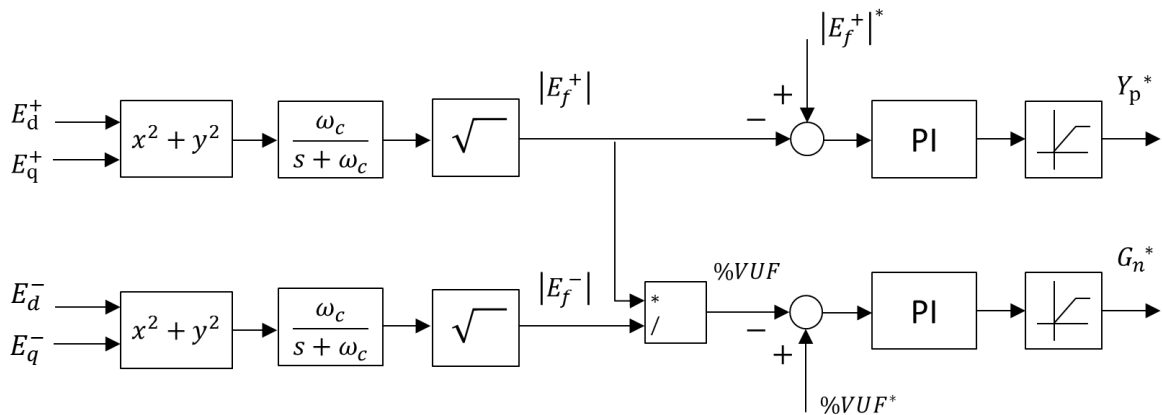 |E_f^+|^*
E_d^+
E_q^+
x^2 + y^2
ω_c
s + ω_c
√
|E_f^+|
−
+
PI
Y_p^*
E_d^-
E_q^-
x^2 + y^2
ω_c
s + ω_c
√
|E_f^-|
*
/
%VUF
−
+
%VUF^*
PI
G_n^*